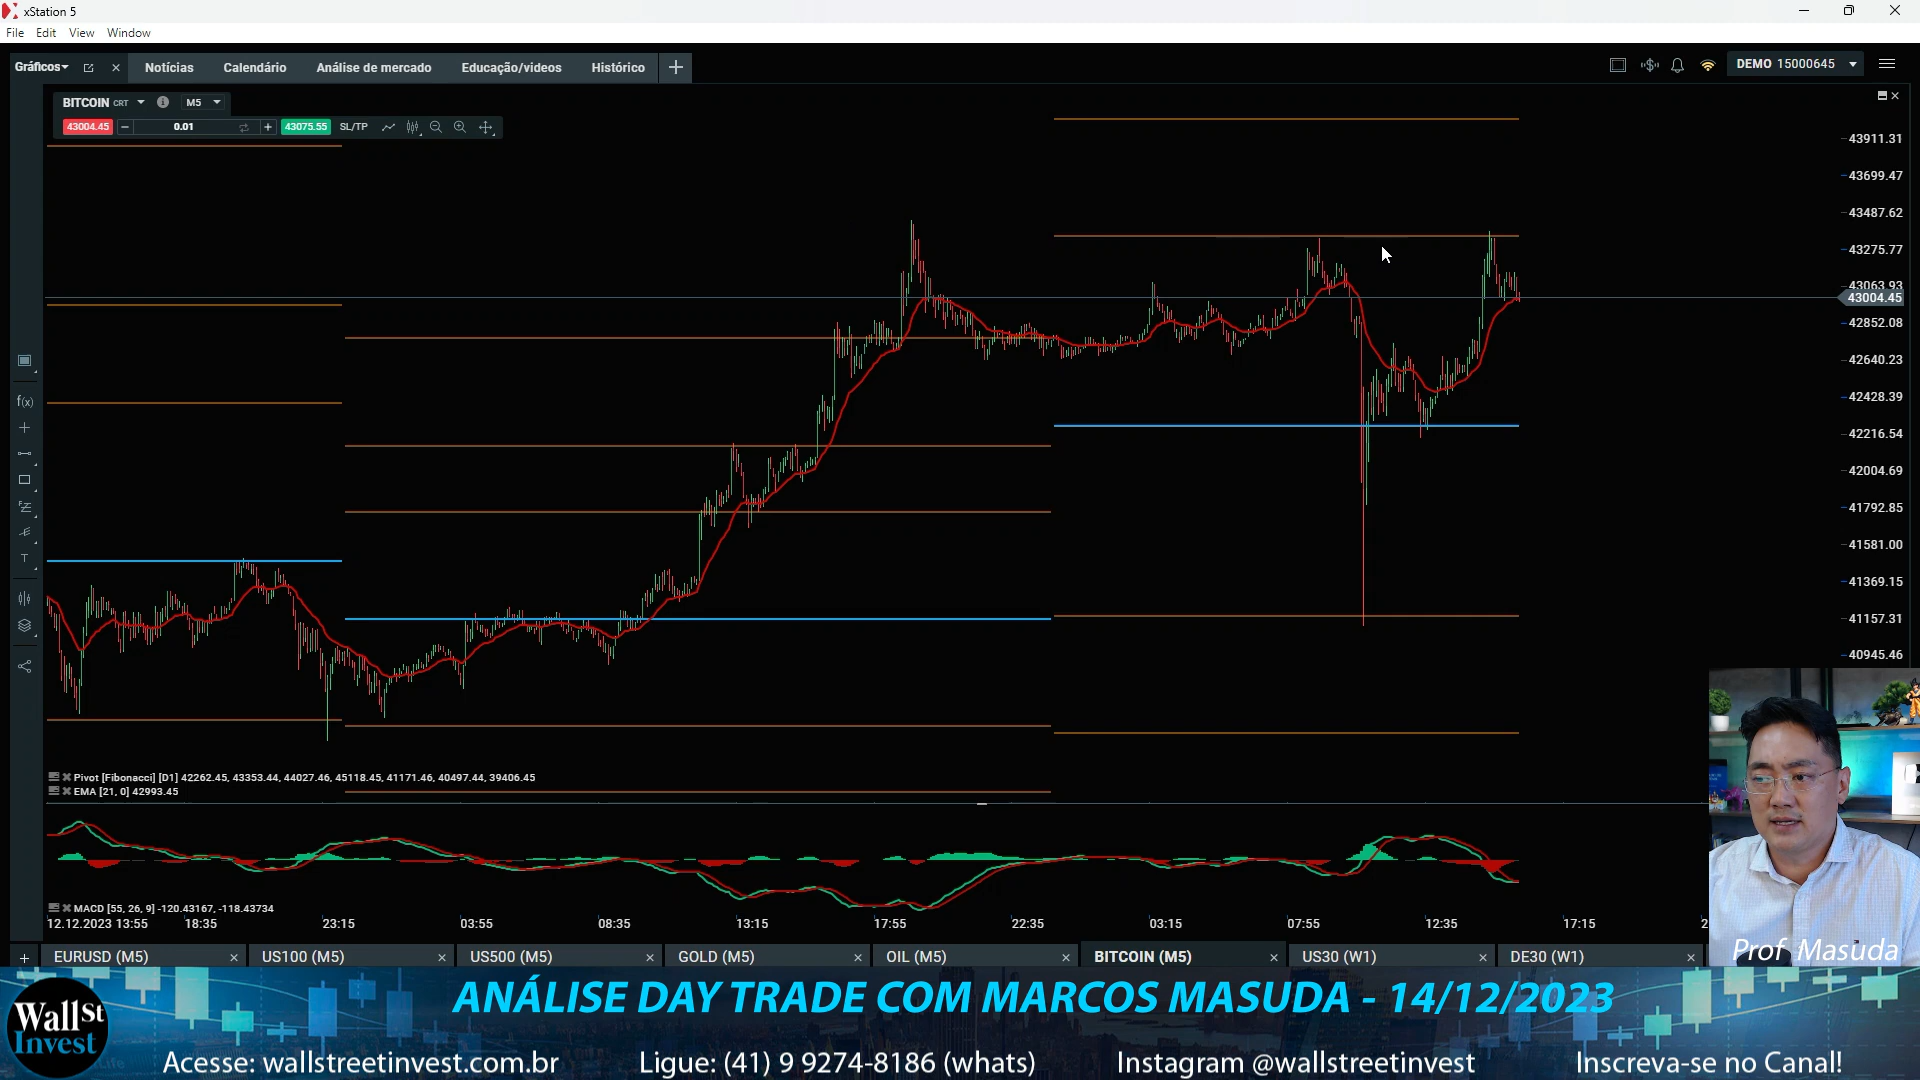 xStation 5
File Edit View Window
Gráficos Notícias Calendário Análise de mercado Educação/videos Histórico
DEMO 15000645
BITCOIN CRT M5
43004.45 0.01 43075.55 SL/TP
43911.31
43699.47
43487.62
43275.77
43063.93
43004.45
42852.08
42640.23
42428.39
42216.54
42004.69
41792.85
41581.00
41369.15
41157.31
40945.46
f(x)
T
Pivot [Fibonacci] [D1] 42262.45, 43353.44, 44027.46, 45118.45, 41171.46, 40497.44, 39406.45
EMA [21, 0] 42993.45
MACD [55, 26, 9] -120.43167, -118.43734
12.12.2023 13:55 18:35 23:15 03:55 08:35 13:15 17:55 22:35 03:15 07:55 12:35 17:15 2
EURUSD (M5) US100 (M5) US500 (M5) GOLD (M5) OIL (M5) BITCOIN (M5) US30 (W1) DE30 (W1)
Prof Masuda
ANÁLISE DAY TRADE COM MARCOS MASUDA - 14/12/2023
Wall St
Invest
Acesse: wallstreetinvest.com.br Ligue: (41) 9 9274-8186 (whats) Instagram @wallstreetinvest Inscreva-se no Canal!